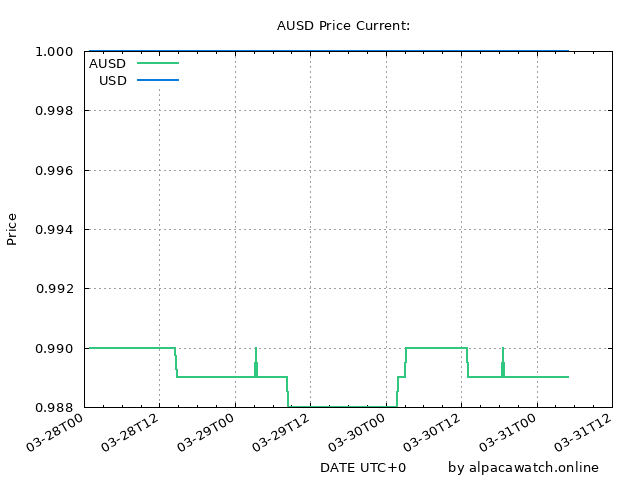 AUSD Price Current:
1.000
AUSD
USD
0.998
0.996
0.994
Price
0.992
0.990
0.988
03-28T00
03-28T12
03-29T00
03-29T12
03-30T00
03-30T12
03-31T00
03-31T12
DATE UTC+0
by alpacawatch.online